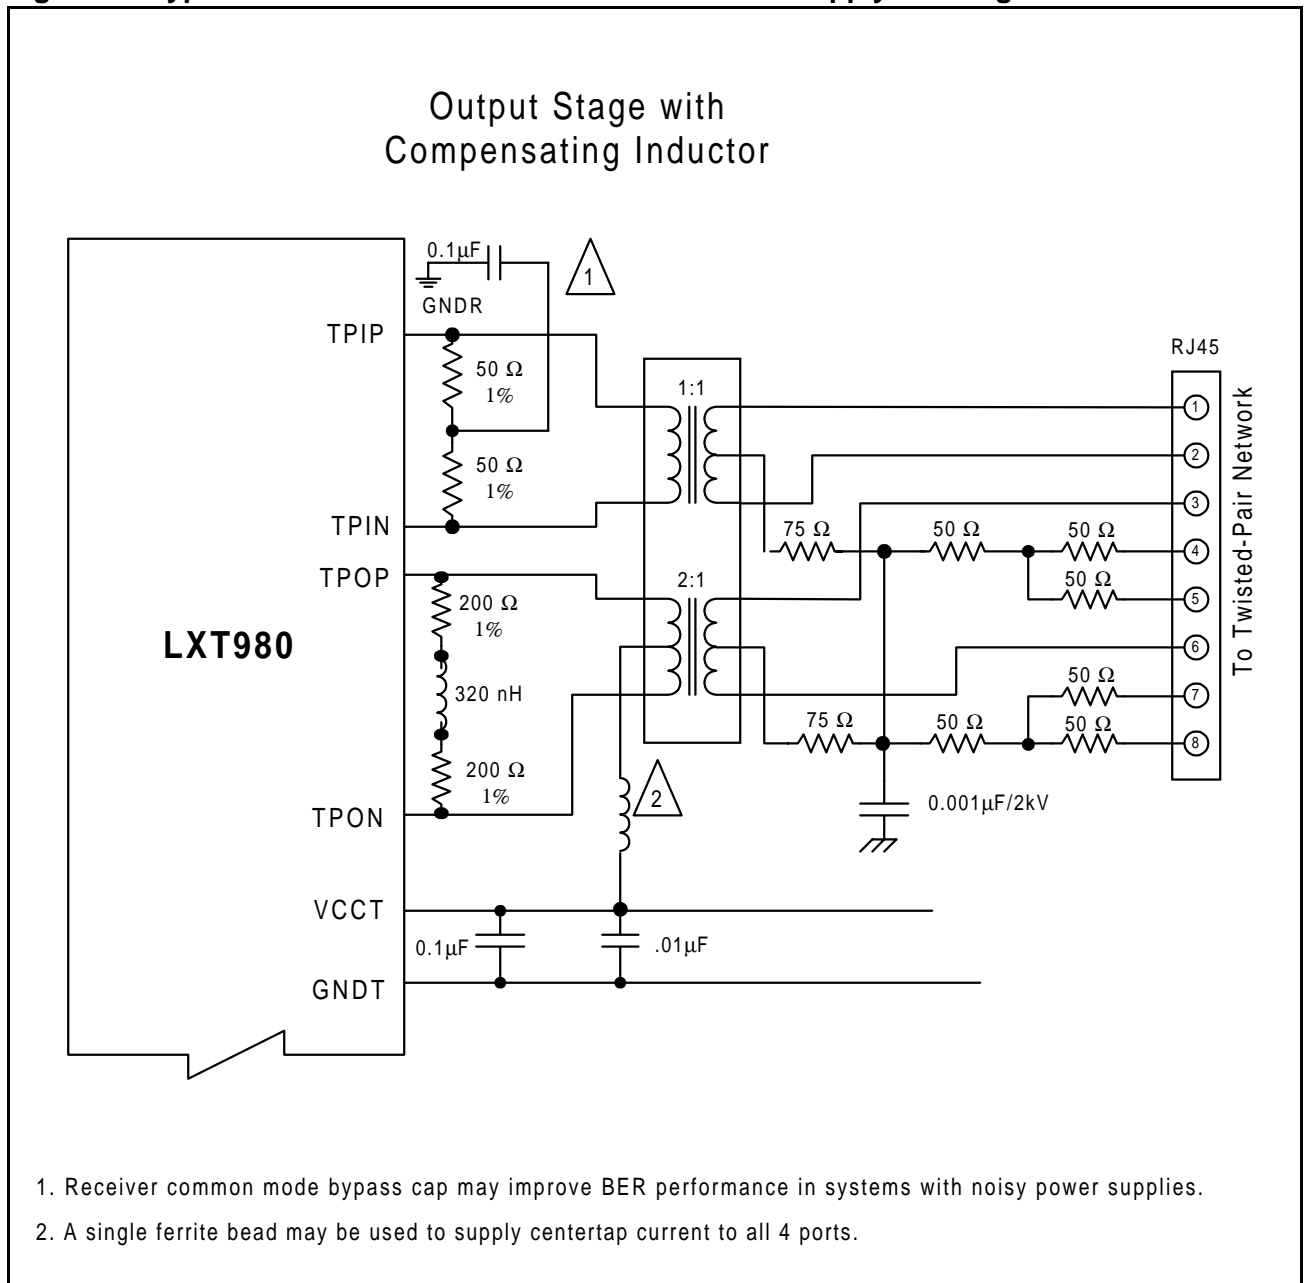 Output Stage with
Compensating Inductor
0.1µF
1
GNDR
TPIP
RJ45
50 Ω
1%
1:1
1
50 Ω
1%
2
3
TPIN
75 Ω
50 Ω
50 Ω
4
TPOP
2:1
50 Ω
5
200 Ω
1%
LXT980
6
To Twisted-Pair Network
320 nH
50 Ω
7
75 Ω
50 Ω
50 Ω
8
200 Ω
1%
2
TPON
0.001µF/2kV
VCCT
0.1µF
.01µF
GNDT
1. Receiver common mode bypass cap may improve BER performance in systems with noisy power supplies.
2. A single ferrite bead may be used to supply centertap current to all 4 ports.